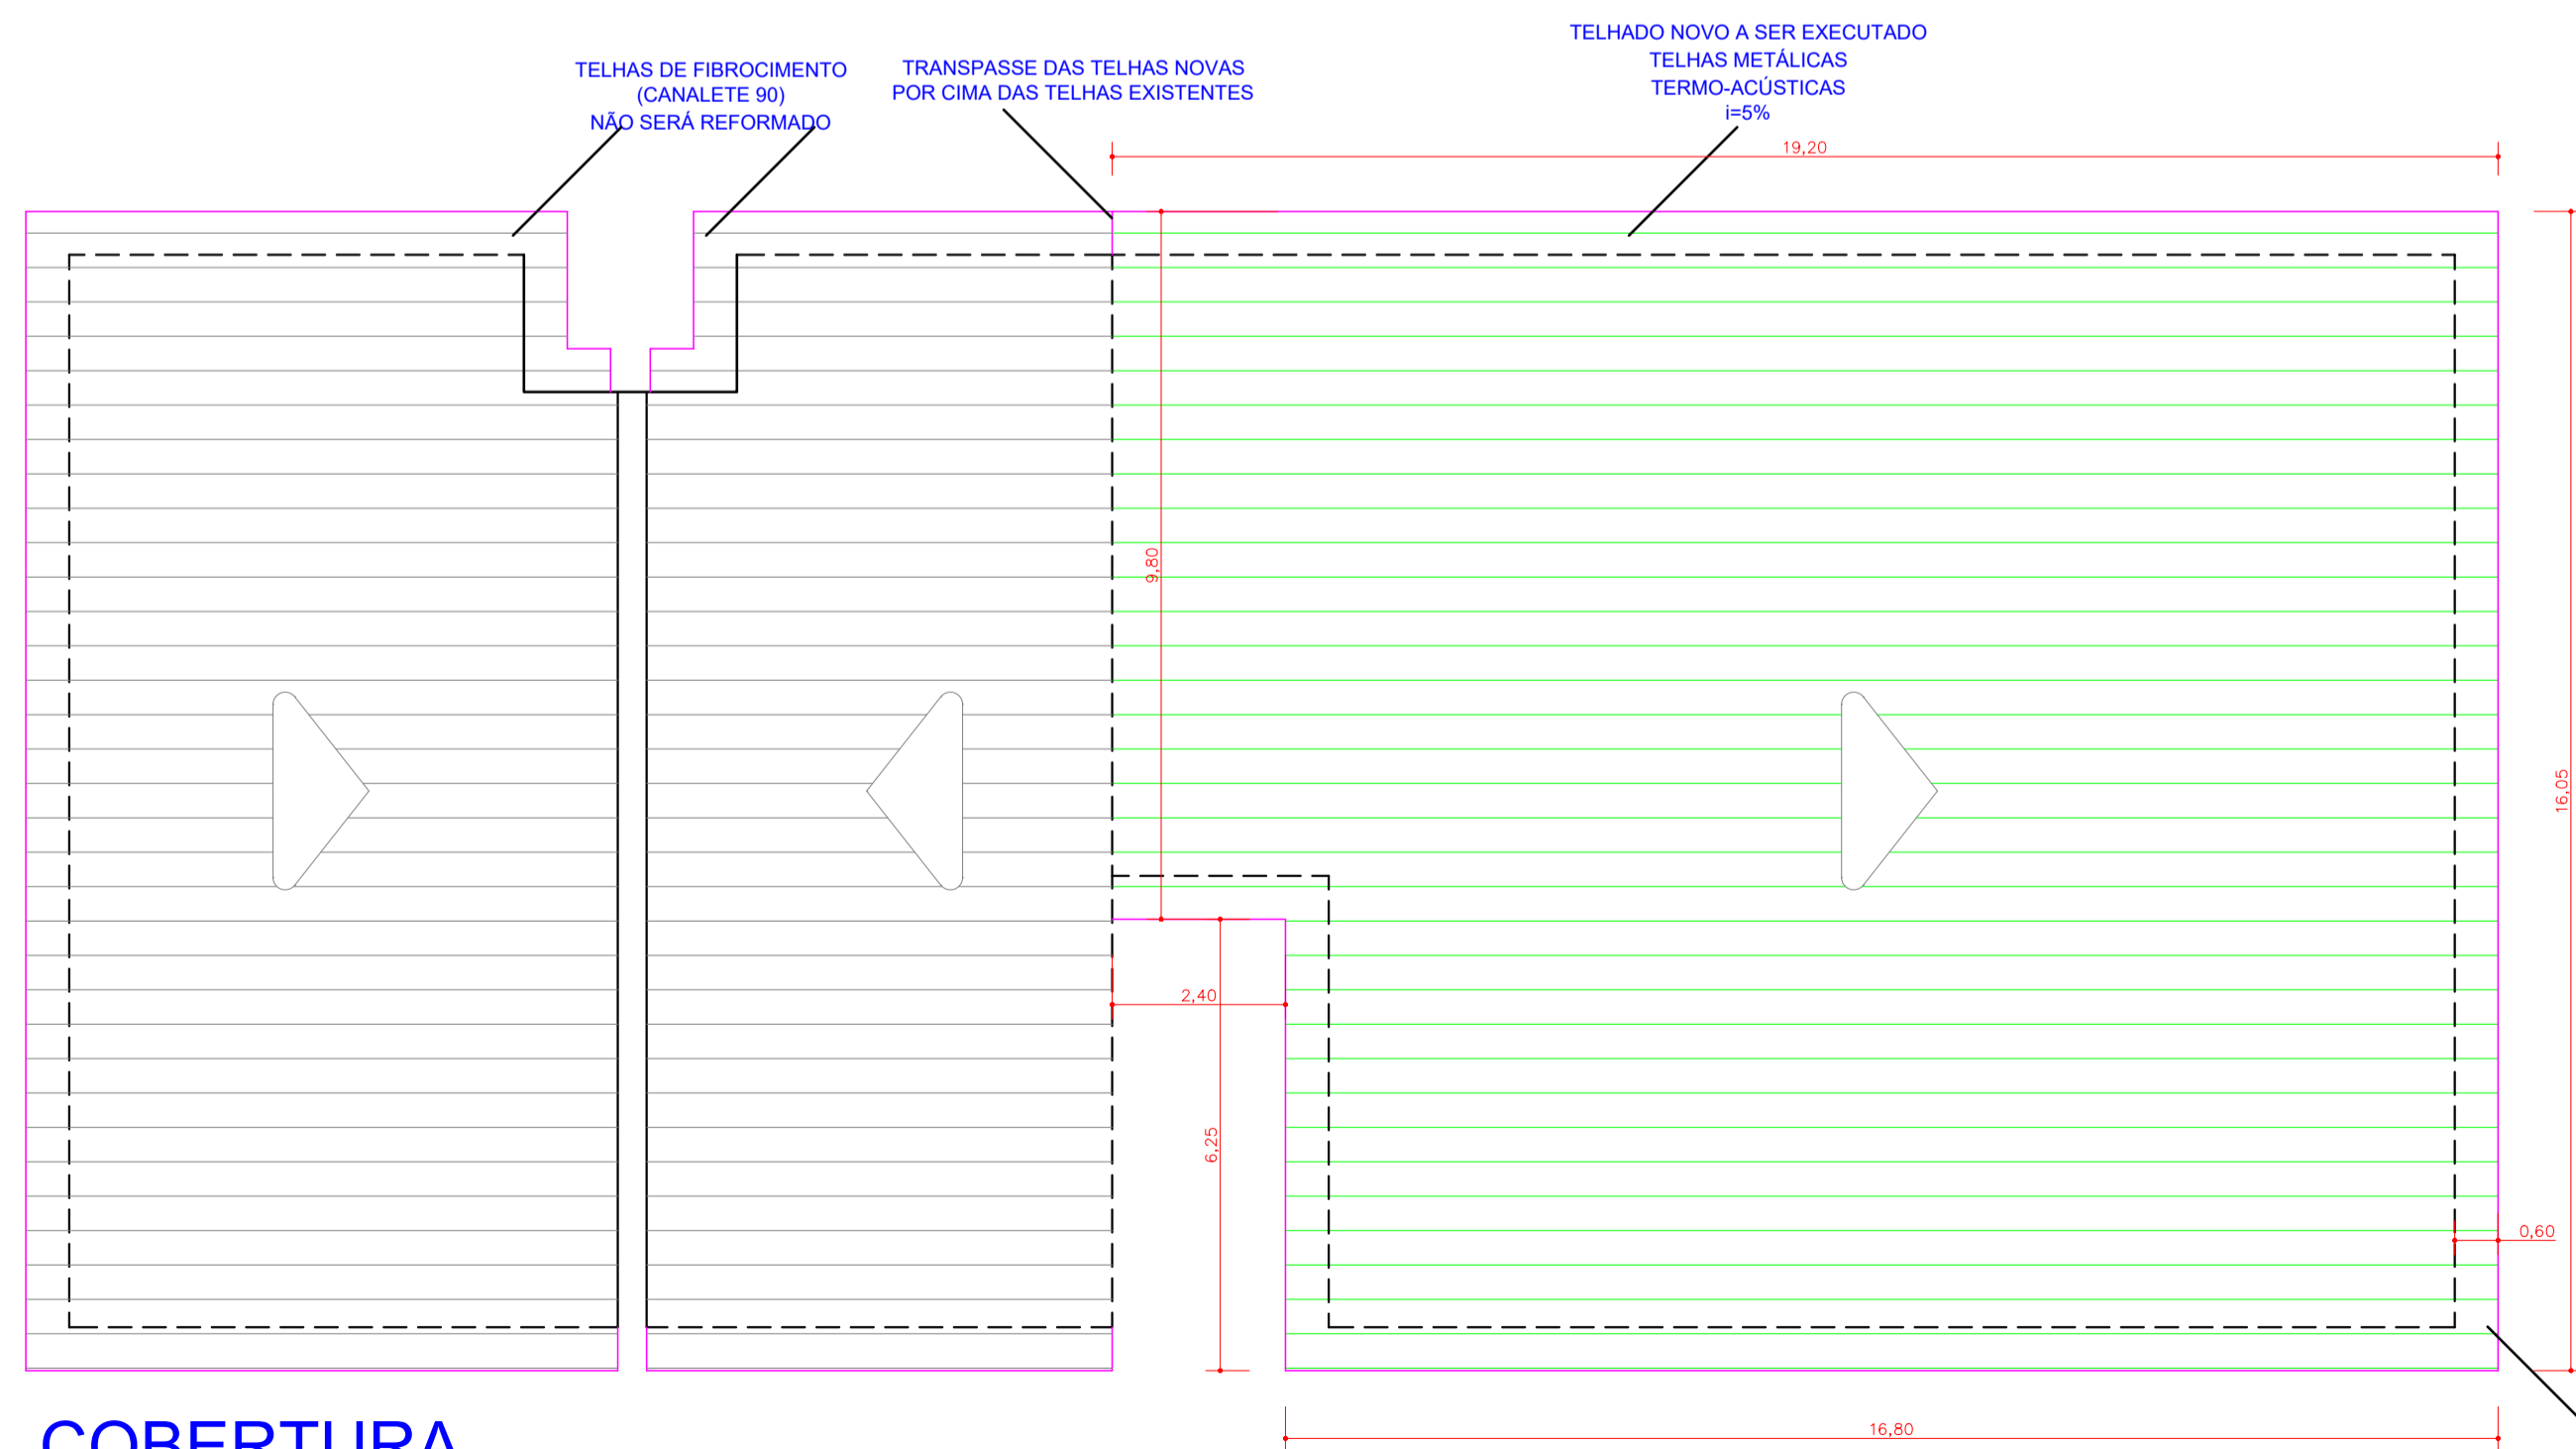 TELHADO NOVO A SER EXECUTADO
TELHAS METÁLICAS
TERMO-ACÚSTICAS
i=5%
TELHAS DE FIBROCIMENTO
(CANALETE 90)
NÃO SERÁ REFORMADO
TRANSPASSE DAS TELHAS NOVAS
POR CIMA DAS TELHAS EXISTENTES
19,20
9,80
16,05
2,40
6,25
0,60
16,80
COBERTURA